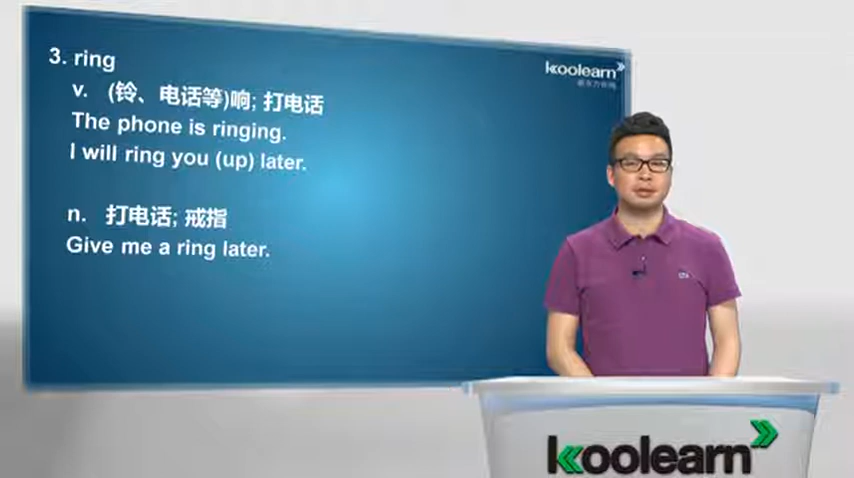 3. ring
v. (铃、电话等)响; 打电话
The phone is ringing.
I will ring you (up) later.
n. 打电话; 戒指
Give me a ring later.
koolearn
koolearn